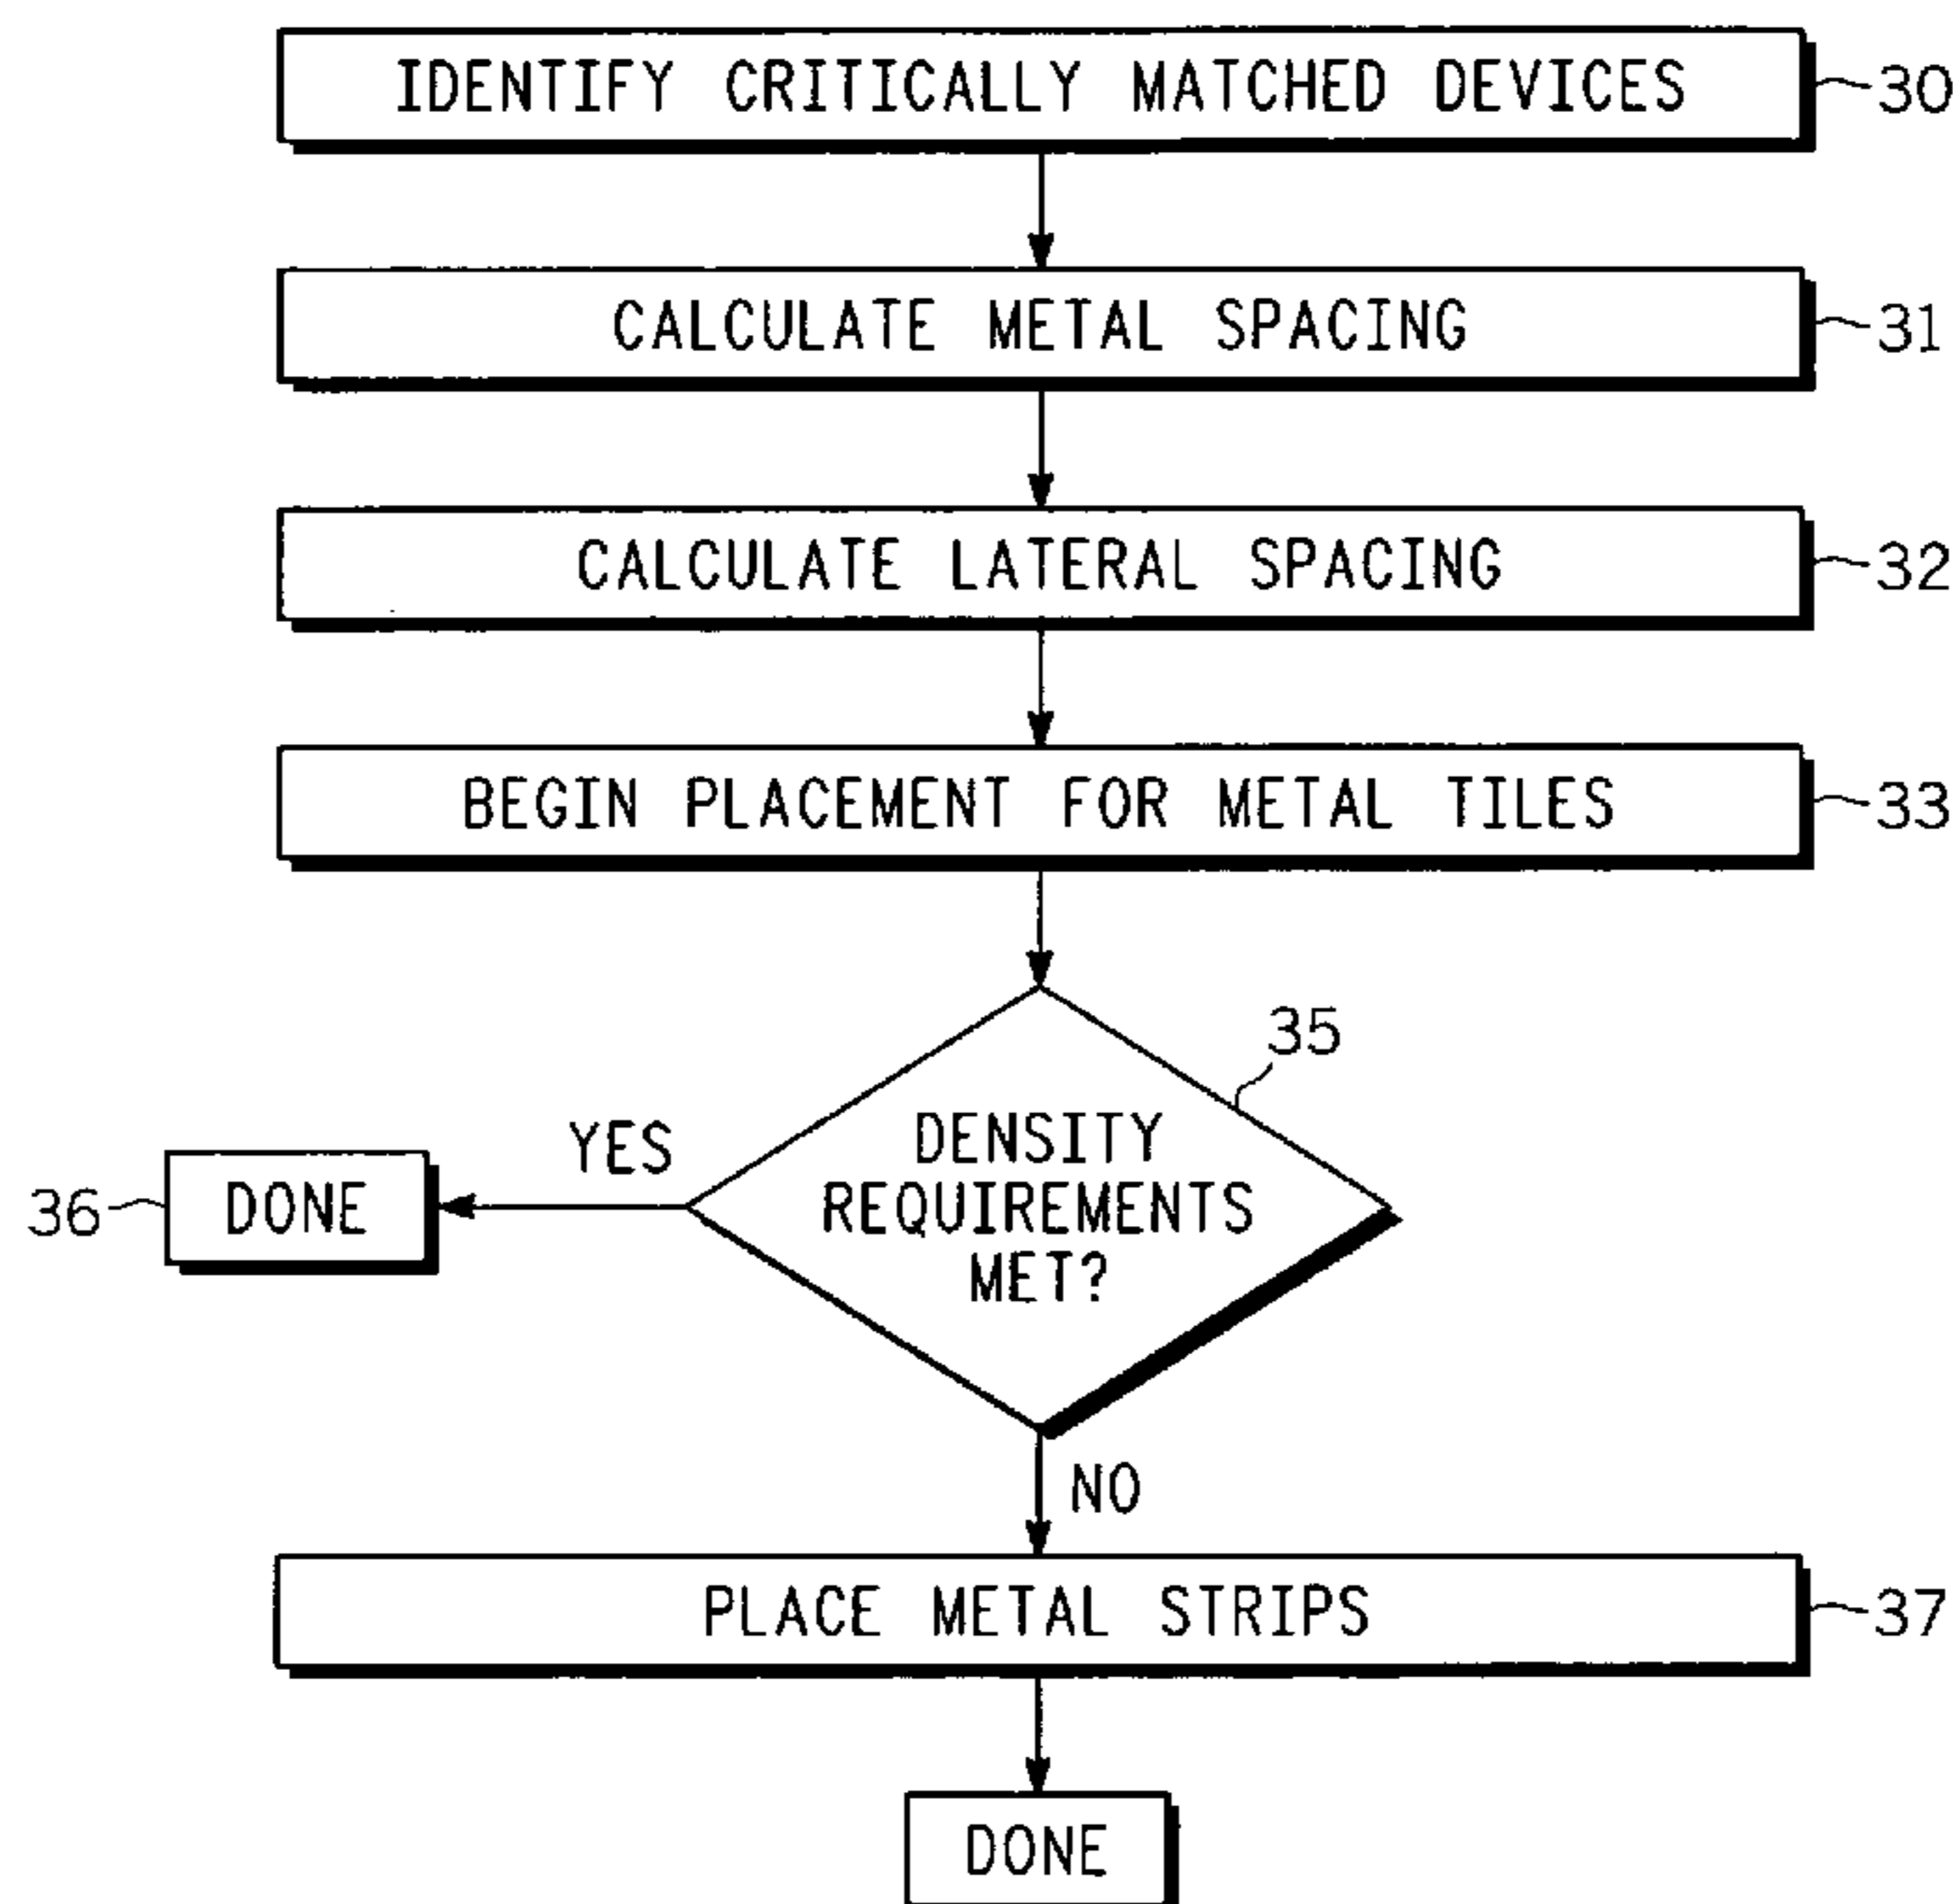 IDENTIFY CRITICALLY MATCHED DEVICES
30
CALCULATE METAL SPACING
31
CALCULATE LATERAL SPACING
32
BEGIN PLACEMENT FOR METAL TILES
33
35
DENSITY
REQUIREMENTS
MET?
YES
36
DONE
NO
PLACE METAL STRIPS
37
DONE